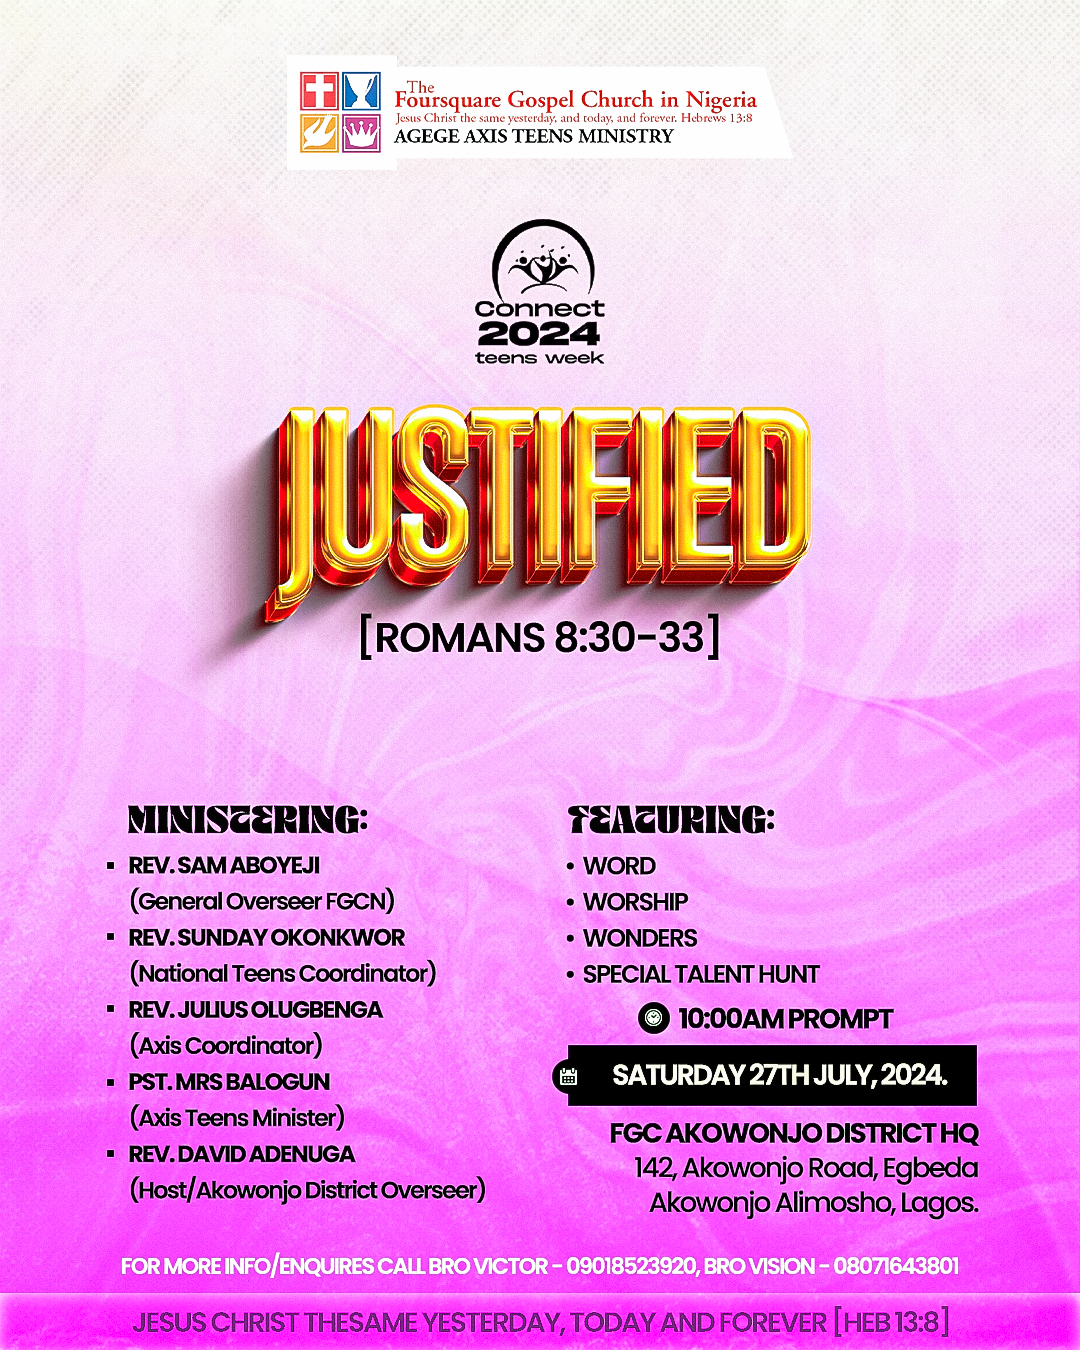 The
Foursquare Gospel Church in Nigeria
Jesus Christ the same yesterday, and today, and forever. Hebrews 13:8
AGEGE AXIS TEENS MINISTRY
Connect
2024
teens week
JUSTIFIED
[ROMANS 8:30-33]
MINISTERING:
▪ REV. SAM ABOYEJI
(General Overseer FGCN)
▪ REV. SUNDAY OKONKWOR
(National Teens Coordinator)
▪ REV. JULIUS OLUGBENGA
(Axis Coordinator)
▪ PST. MRS BALOGUN
(Axis Teens Minister)
▪ REV. DAVID ADENUGA
(Host/Akowonjo District Overseer)
FEATURING:
• WORD
• WORSHIP
• WONDERS
• SPECIAL TALENT HUNT
10:00AM PROMPT
SATURDAY 27TH JULY, 2024.
FGC AKOWONJO DISTRICT HQ
142, Akowonjo Road, Egbeda
Akowonjo Alimosho, Lagos.
FOR MORE INFO/ENQUIRES CALL BRO VICTOR - 09018523920, BRO VISION - 08071643801
JESUS CHRIST THESAME YESTERDAY, TODAY AND FOREVER [HEB 13:8]